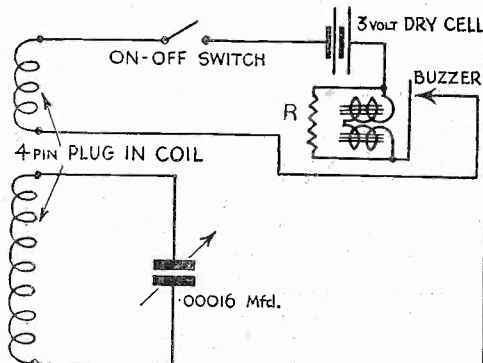 3 VOLT DRY CELL
ON-OFF SWITCH
BUZZER
R
4 PIN PLUG IN COIL
.00016 Mfd.